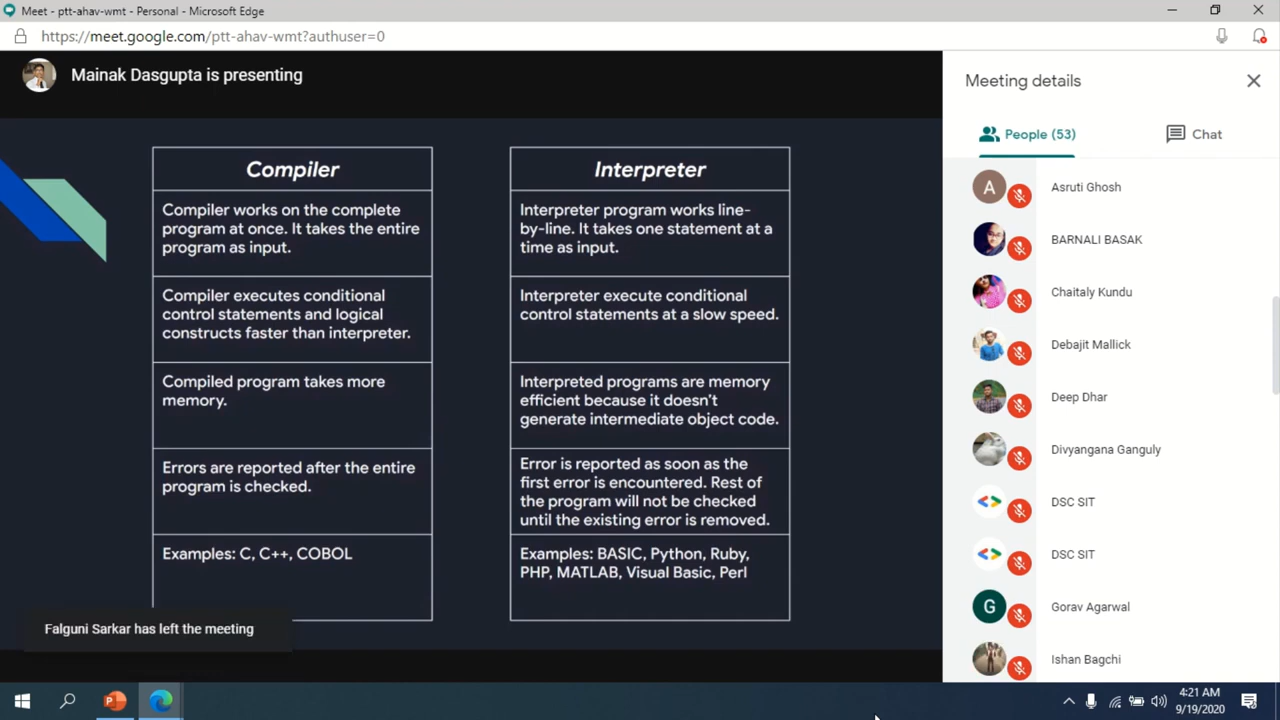 Meet - ptt-ahav-wmt - Personal - Microsoft Edge
https://meet.google.com/ptt-ahav-wmt?authuser=0
Mainak Dasgupta is presenting
Compiler
Compiler works on the complete
program at once. It takes the entire
program as input.
Compiler executes conditional
control statements and logical
constructs faster than interpreter.
Compiled program takes more
memory.
Errors are reported after the entire
program is checked.
Examples: C, C++, COBOL
Interpreter
Interpreter program works line-
by-line. It takes one statement at a
time as input.
Interpreter execute conditional
control statements at a slow speed.
Interpreted programs are memory
efficient because it doesn't
generate intermediate object code.
Error is reported as soon as the
first error is encountered. Rest of
the program will not be checked
until the existing error is removed.
Examples: BASIC, Python, Ruby,
PHP, MATLAB, Visual Basic, Perl
Falguni Sarkar has left the meeting
Meeting details
People (53)
Chat
A
Asruti Ghosh
BARNALI BASAK
Chaitaly Kundu
Debajit Mallick
Deep Dhar
Divyangana Ganguly
DSC SIT
DSC SIT
G
Gorav Agarwal
Ishan Bagchi
4:21 AM
9/19/2020